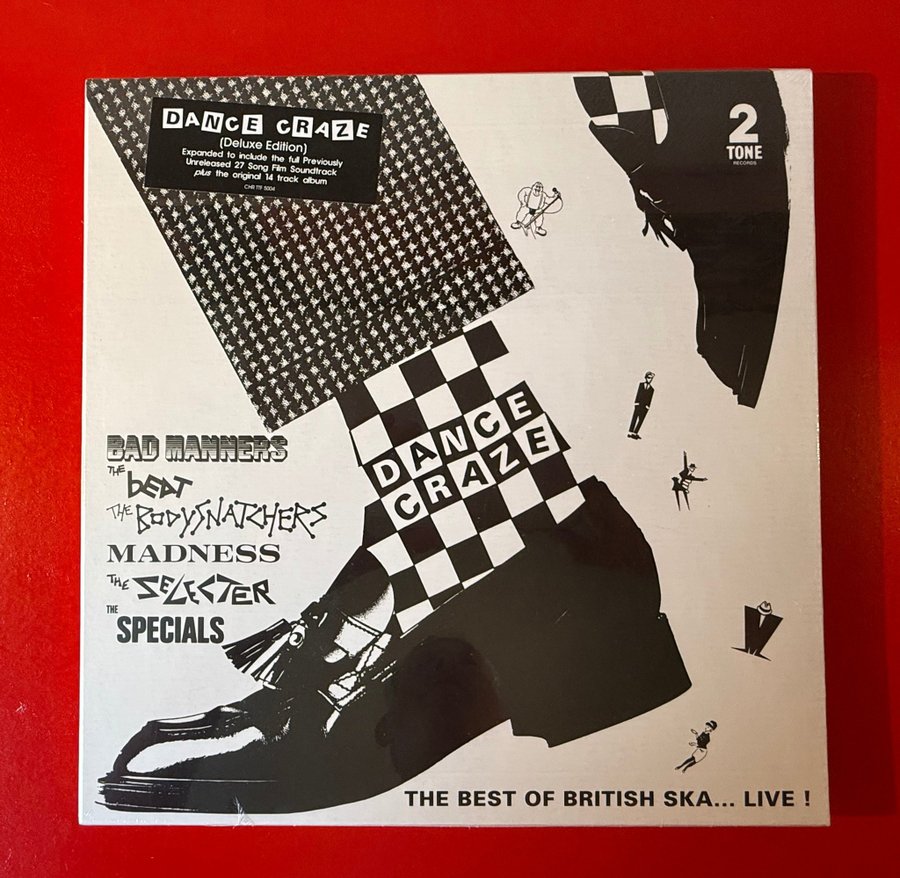 DANCE CRAZE
(Deluxe Edition)
Expanded to include the full Previously
Unreleased 27 Song Film Soundtrack
plus the original 14 track album
CHR TTF 5004
2
TONE
RECORDS
DANCE
CRAZE
BAD MANNERS
THE beat
THE BODYSNATCHERS
MADNESS
THE SELECTER
THE SPECIALS
THE BEST OF BRITISH SKA... LIVE !